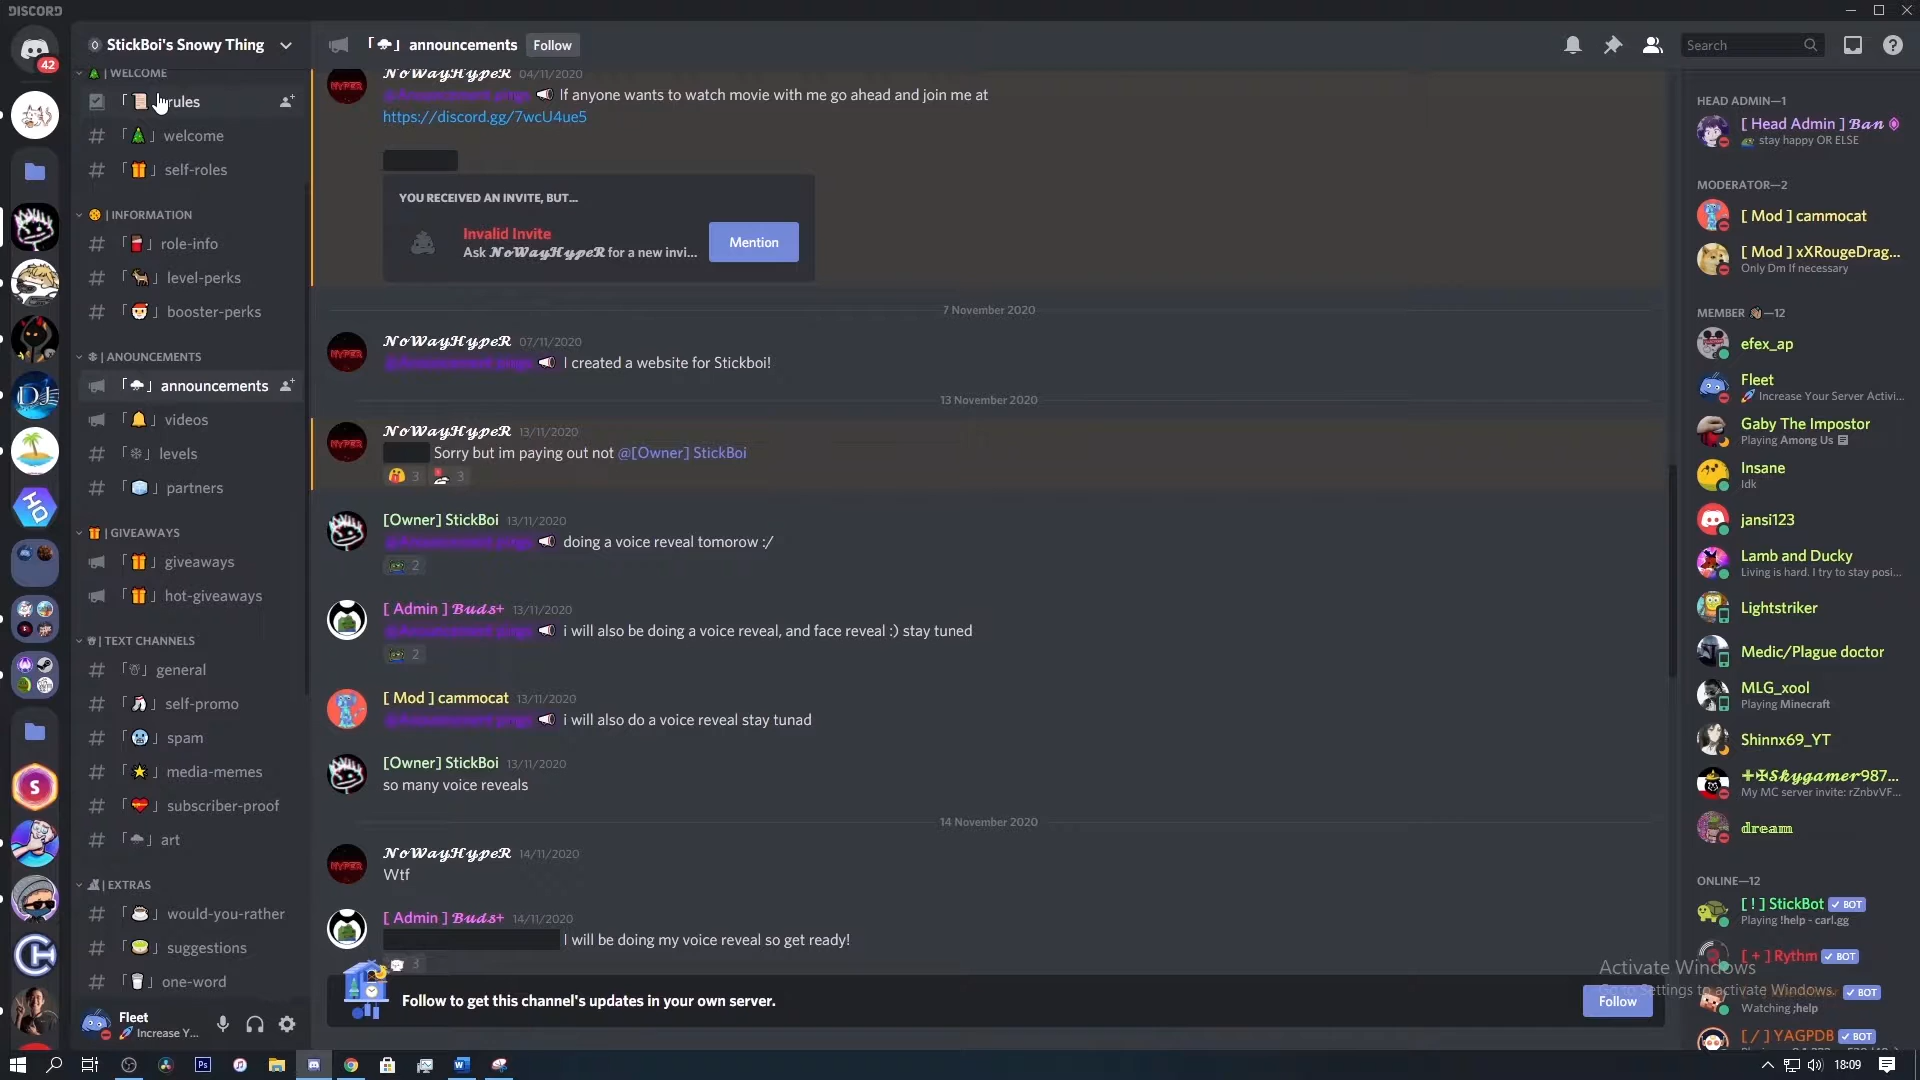 DISCORD
42
StickBoi's Snowy Thing
| WELCOME
「📜」rules
「🎄」welcome
「🎁」self-roles
| INFORMATION
「🧧」role-info
「🦌」level-perks
「🎅」booster-perks
❄ | ANOUNCEMENTS
「🌩」announcements
「🔔」videos
「❄」levels
「🧊」partners
| GIVEAWAYS
「🎁」giveaways
「🎁」hot-giveaways
| TEXT CHANNELS
「☃」general
「🧦」self-promo
「🥶」spam
「⭐」media-memes
「💝」subscriber-proof
「🌩」art
| EXTRAS
「☕」would-you-rather
「🍵」suggestions
「🥛」one-word
Fleet
🚀 Increase Y...
「🌩」announcements
Follow
Search
𝓝𝓸𝓦𝓪𝔂𝓗𝔂𝓹𝓮𝓡 04/11/2020
If anyone wants to watch movie with me go ahead and join me at
https://discord.gg/7wcU4ue5
YOU RECEIVED AN INVITE, BUT...
Invalid Invite
Ask 𝓝𝓸𝓦𝓪𝔂𝓗𝔂𝓹𝓮𝓡 for a new invi...
Mention
7 November 2020
HYPER
𝓝𝓸𝓦𝓪𝔂𝓗𝔂𝓹𝓮𝓡 07/11/2020
I created a website for Stickboi!
13 November 2020
HYPER
𝓝𝓸𝓦𝓪𝔂𝓗𝔂𝓹𝓮𝓡 13/11/2020
Sorry but im paying out not @[Owner] StickBoi
3
3
[Owner] StickBoi 13/11/2020
doing a voice reveal tomorow :/
2
[ Admin ] 𝓑𝓾𝓭𝓼+ 13/11/2020
i will also be doing a voice reveal, and face reveal :) stay tuned
2
[ Mod ] cammocat 13/11/2020
i will also do a voice reveal stay tunad
[Owner] StickBoi 13/11/2020
so many voice reveals
14 November 2020
HYPER
𝓝𝓸𝓦𝓪𝔂𝓗𝔂𝓹𝓮𝓡 14/11/2020
Wtf
[ Admin ] 𝓑𝓾𝓭𝓼+ 14/11/2020
I will be doing my voice reveal so get ready!
3
Follow to get this channel's updates in your own server.
Follow
HEAD ADMIN—1
[ Head Admin ] 𝓑𝓪𝓷
stay happy OR ELSE
MODERATOR—2
[ Mod ] cammocat
[ Mod ] xXRougeDrag...
Only Dm If necessary
MEMBER 👏🏽—12
efex_ap
Fleet
🚀 Increase Your Server Activi...
Gaby The Impostor
Playing Among Us
Insane
Idk
jansi123
Lamb and Ducky
Living is hard. I try to stay posi...
Lightstriker
Medic/Plague doctor
MLG_xool
Playing Minecraft
Shinnx69_YT
✚✠𝓢𝓴𝔂𝓰𝓪𝓶𝓮𝓻987...
My MC server invite: rZnbvVF...
𝕕𝕣𝕖𝕒𝕞
ONLINE—12
[ ! ] StickBot ✓ BOT
Playing !help - carl.gg
[ + ] Rythm ✓ BOT
✓ BOT
Watching ;help
[ / ] YAGPDB ✓ BOT
Activate Windows
Go to Settings to activate Windows.
18:09